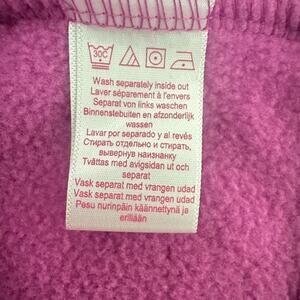 30C
Wash separately inside out
Laver séparement à l'envers
Separat von links waschen
Binnenstebuiten en afzonderlijk
wassen
Lavar por separado y al revés
Стирать отдельно и стирать,
вывернув наизнанку
Tvättas med avigsidan ut och
separat
Vask separat med vrangen udad
Vask separat med vrangen udad
Pesu nurinpäin käännettynä ja
erillään